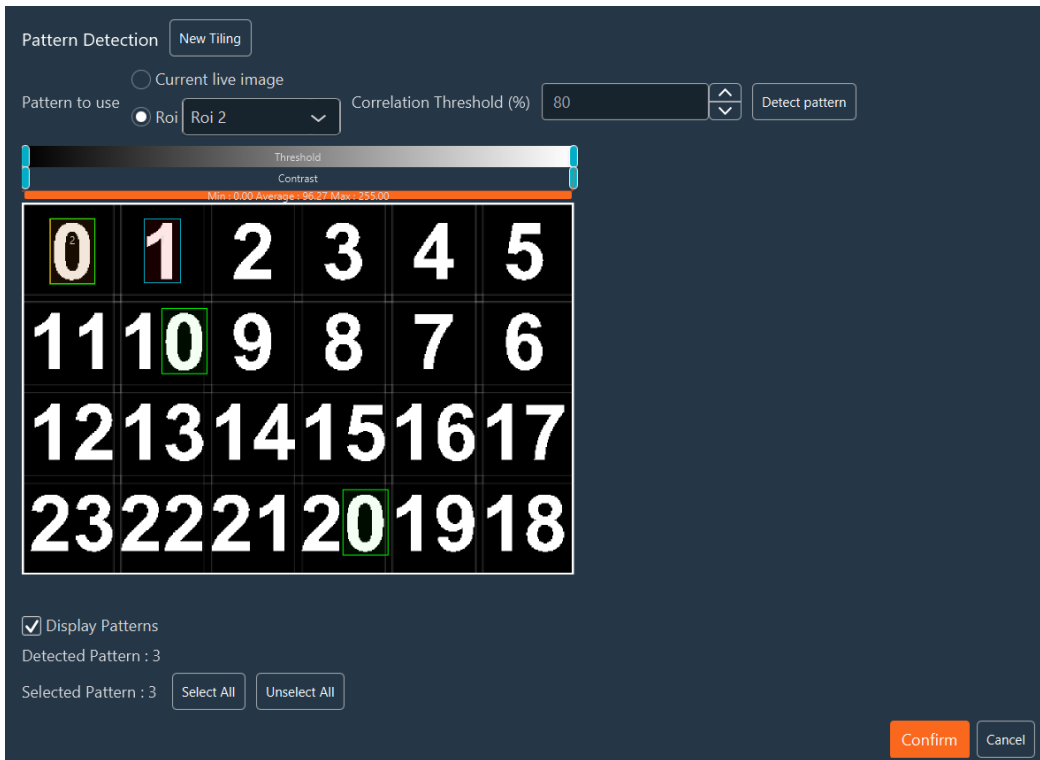 Pattern Detection New Tiling
Current live image
Pattern to use
Roi Roi 2
Correlation Threshold (%) 80 Detect pattern
Threshold
Contrast
Min : 0.00 Average : 96.27 Max : 255.00
0 1 2 3 4 5
2
11 10 9 8 7 6
12 13 14 15 16 17
23 22 21 20 19 18
Display Patterns
Detected Pattern : 3
Selected Pattern : 3 Select All Unselect All
Confirm Cancel